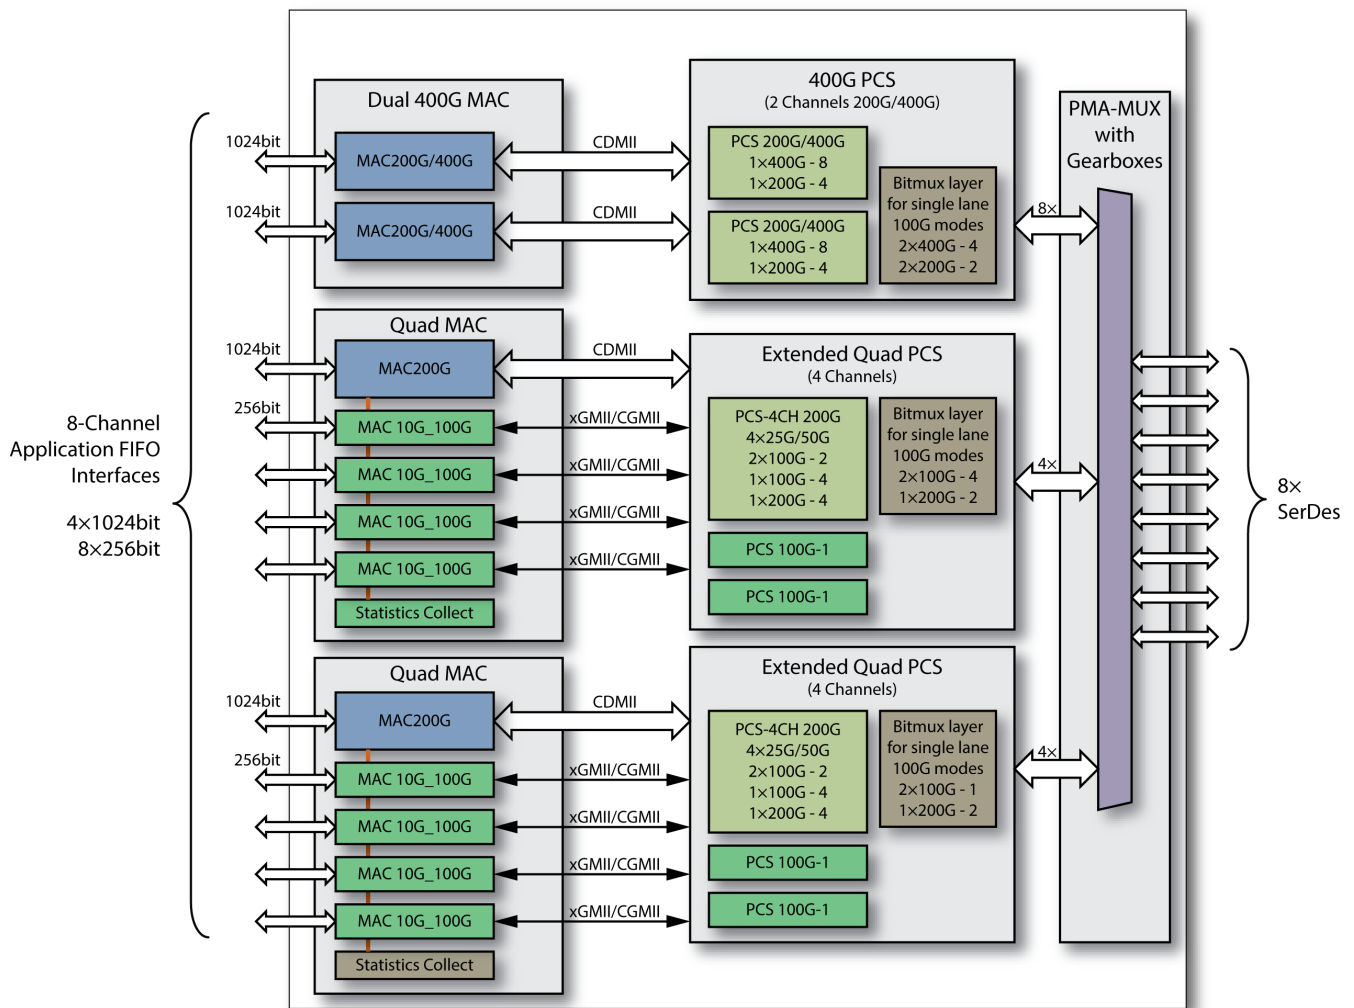 8-Channel
Application FIFO
Interfaces
4×1024bit
8×256bit
Dual 400G MAC
1024bit
MAC200G/400G
CDMII
1024bit
MAC200G/400G
CDMII
400G PCS
(2 Channels 200G/400G)
PCS 200G/400G
1×400G - 8
1×200G - 4
PCS 200G/400G
1×400G - 8
1×200G - 4
Bitmux layer
for single lane
100G modes
2×400G - 4
2×200G - 2
8×
PMA-MUX
with
Gearboxes
Quad MAC
1024bit
MAC200G
CDMII
256bit
MAC 10G_100G
xGMII/CGMII
MAC 10G_100G
xGMII/CGMII
MAC 10G_100G
xGMII/CGMII
MAC 10G_100G
xGMII/CGMII
Statistics Collect
Extended Quad PCS
(4 Channels)
PCS-4CH 200G
4×25G/50G
2×100G - 2
1×100G - 4
1×200G - 4
Bitmux layer
for single lane
100G modes
2×100G - 4
1×200G - 2
PCS 100G-1
PCS 100G-1
4×
Quad MAC
1024bit
MAC200G
CDMII
256bit
MAC 10G_100G
xGMII/CGMII
MAC 10G_100G
xGMII/CGMII
MAC 10G_100G
xGMII/CGMII
MAC 10G_100G
xGMII/CGMII
Statistics Collect
Extended Quad PCS
(4 Channels)
PCS-4CH 200G
4×25G/50G
2×100G - 2
1×100G - 4
1×200G - 4
Bitmux layer
for single lane
100G modes
2×100G - 1
1×200G - 2
PCS 100G-1
PCS 100G-1
4×
8×
SerDes